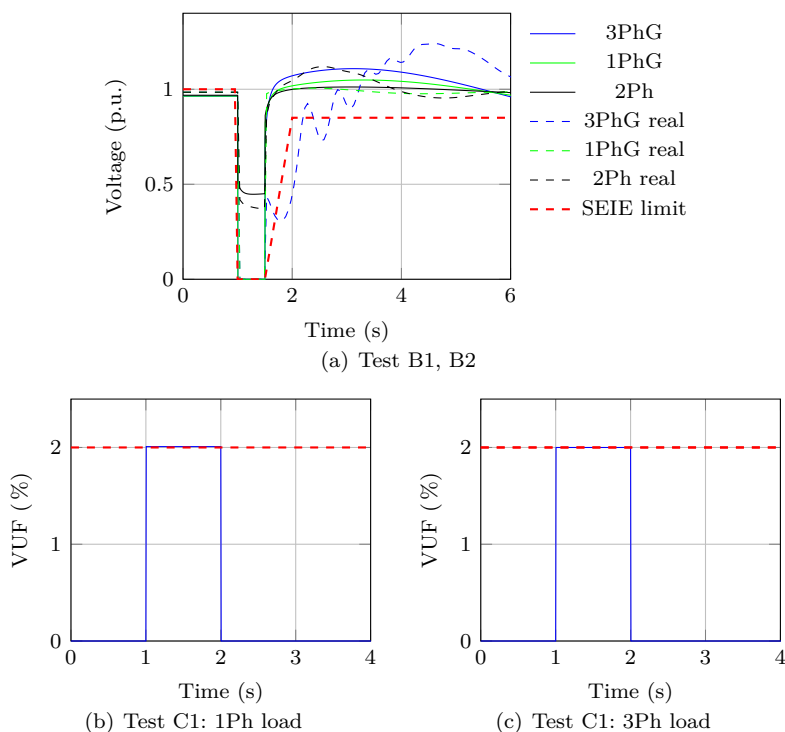 1
0.5
0
Voltage (p.u.)
0 2 4 6
Time (s)
3PhG
1PhG
2Ph
3PhG real
1PhG real
2Ph real
SEIE limit
(a) Test B1, B2
2
1
0
VUF (%)
0 1 2 3 4
Time (s)
(b) Test C1: 1Ph load
2
1
0
VUF (%)
0 1 2 3 4
Time (s)
(c) Test C1: 3Ph load